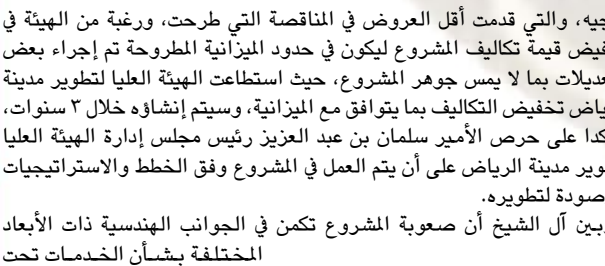 جيه، والتي قدمت أقل العروض في المناقصة التي طرحت، ورغبة من الهيئة في
فيض قيمة تكاليف المشروع ليكون في حدود الميزانية المطروحة تم إجراء بعض
عديلات بما لا يمس جوهر المشروع، حيث استطاعت الهيئة العليا لتطوير مدينة
ياض تخفيض التكاليف بما يتوافق مع الميزانية، وسيتم إنشاؤه خلال ٣ سنوات،
كدا على حرص الأمير سلمان بن عبد العزيز رئيس مجلس إدارة الهيئة العليا
وير مدينة الرياض على أن يتم العمل في المشروع وفق الخطط والاستراتيجيات
صودة لتطويره.
وبين آل الشيخ أن صعوبة المشروع تكمن في الجوانب الهندسية ذات الأبعاد
المختلفة بشأن الخدمات تحت